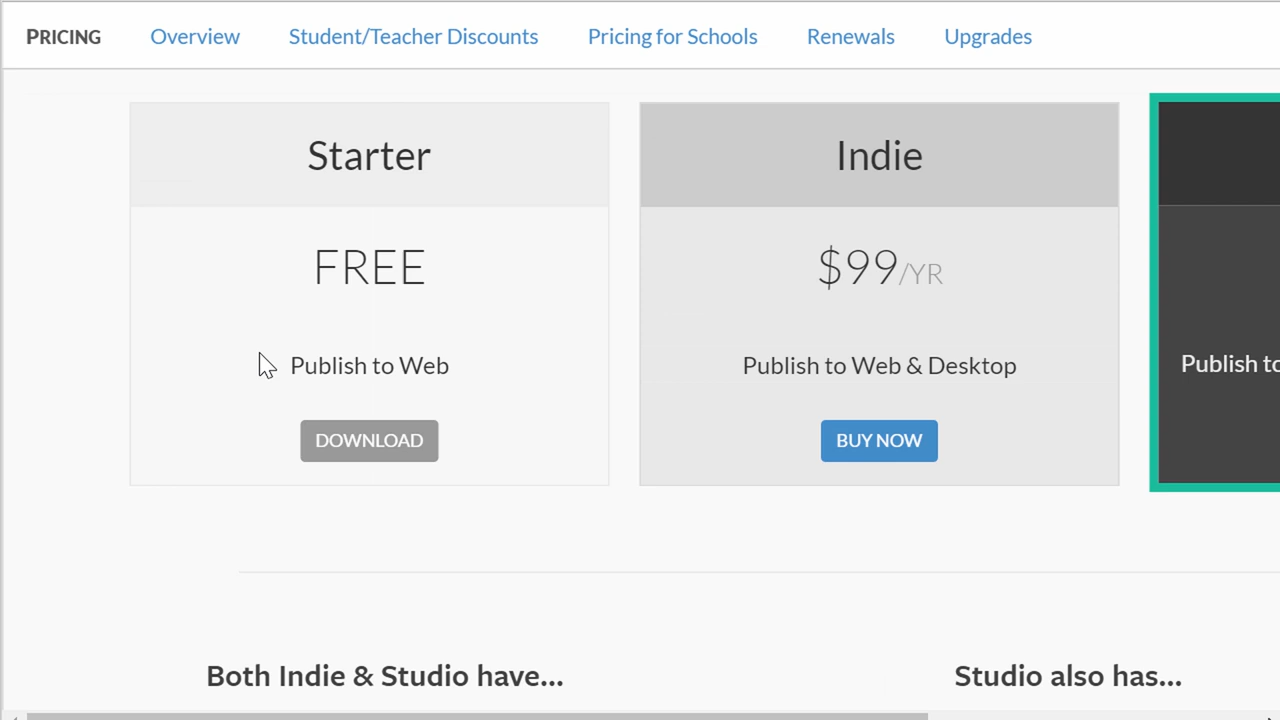 PRICING Overview Student/Teacher Discounts Pricing for Schools Renewals Upgrades
Starter
FREE
Publish to Web
DOWNLOAD
Indie
$99/YR
Publish to Web & Desktop
BUY NOW
Publish
Both Indie & Studio have...
Studio also has...